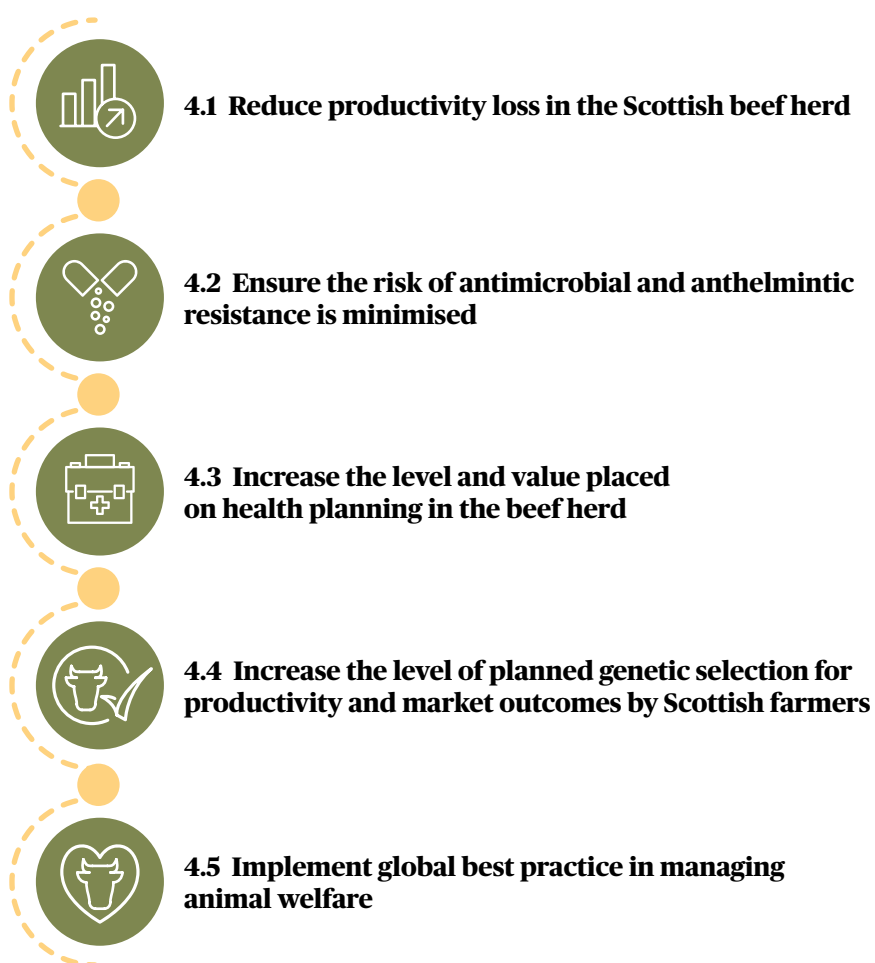 4.1 Reduce productivity loss in the Scottish beef herd
4.2 Ensure the risk of antimicrobial and anthelmintic
resistance is minimised
4.3 Increase the level and value placed
on health planning in the beef herd
4.4 Increase the level of planned genetic selection for
productivity and market outcomes by Scottish farmers
4.5 Implement global best practice in managing
animal welfare